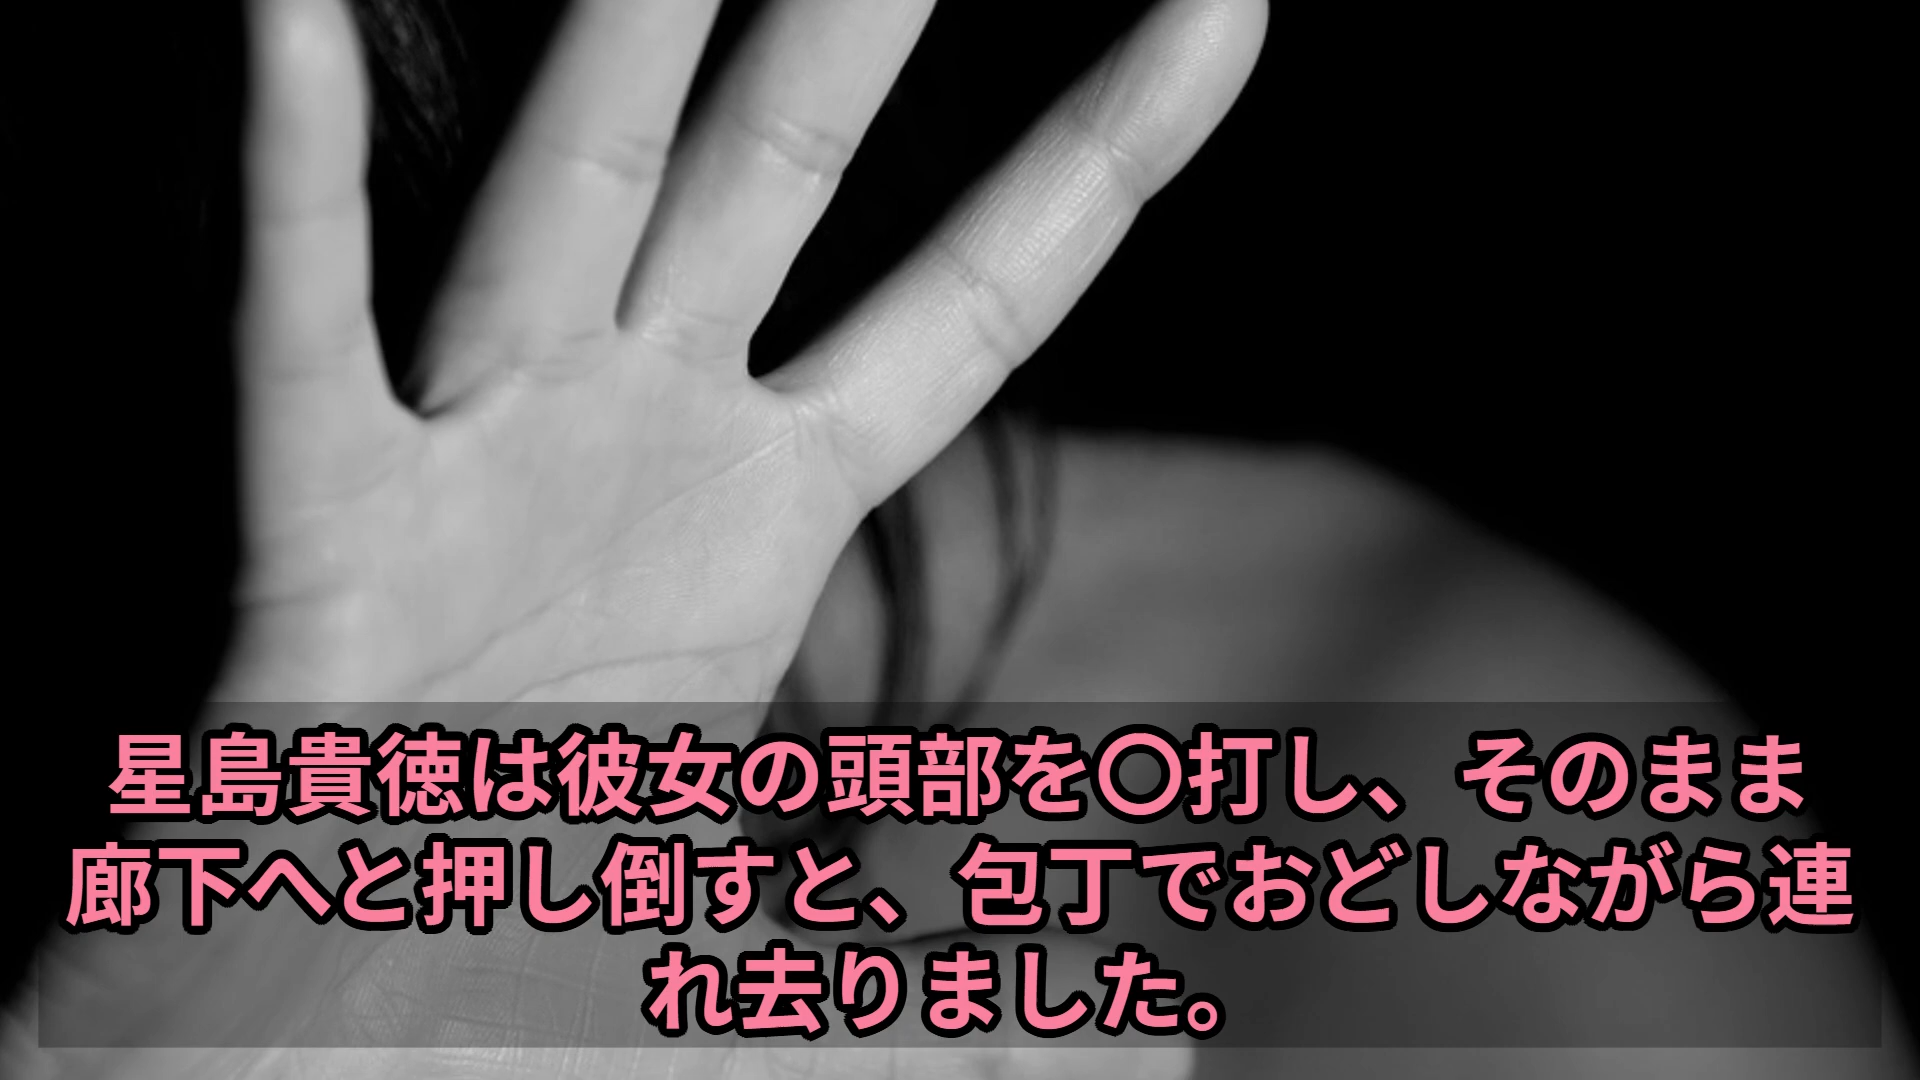 星島貴徳は彼女の頭部を〇打し、そのまま
廊下へと押し倒すと、包丁でおどしながら連
れ去りました。